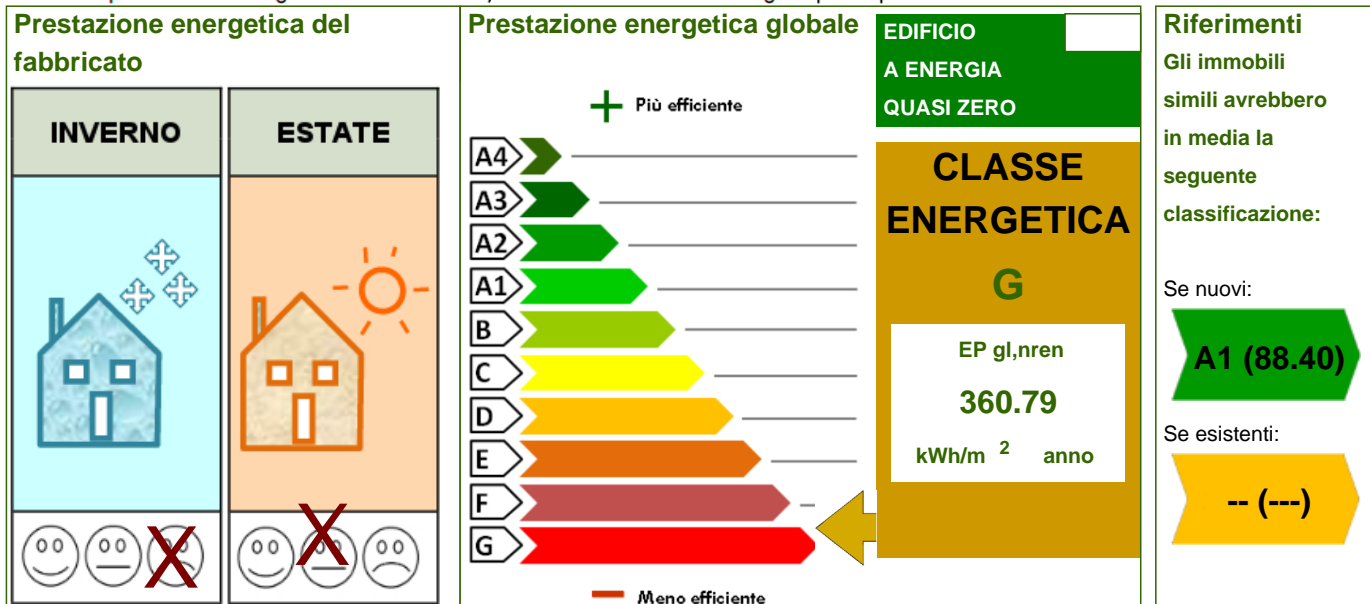 Prestazione energetica del
fabbricato
INVERNO
ESTATE
Prestazione energetica globale
Più efficiente
A4
A3
A2
A1
B
C
D
E
F
G
Meno efficiente
EDIFICIO
A ENERGIA
QUASI ZERO
CLASSE
ENERGETICA
G
EP gl,nren
360.79
kWh/m 2 anno
Riferimenti
Gli immobili
simili avrebbero
in media la
seguente
classificazione:
Se nuovi:
A1 (88.40)
Se esistenti:
-- (---)